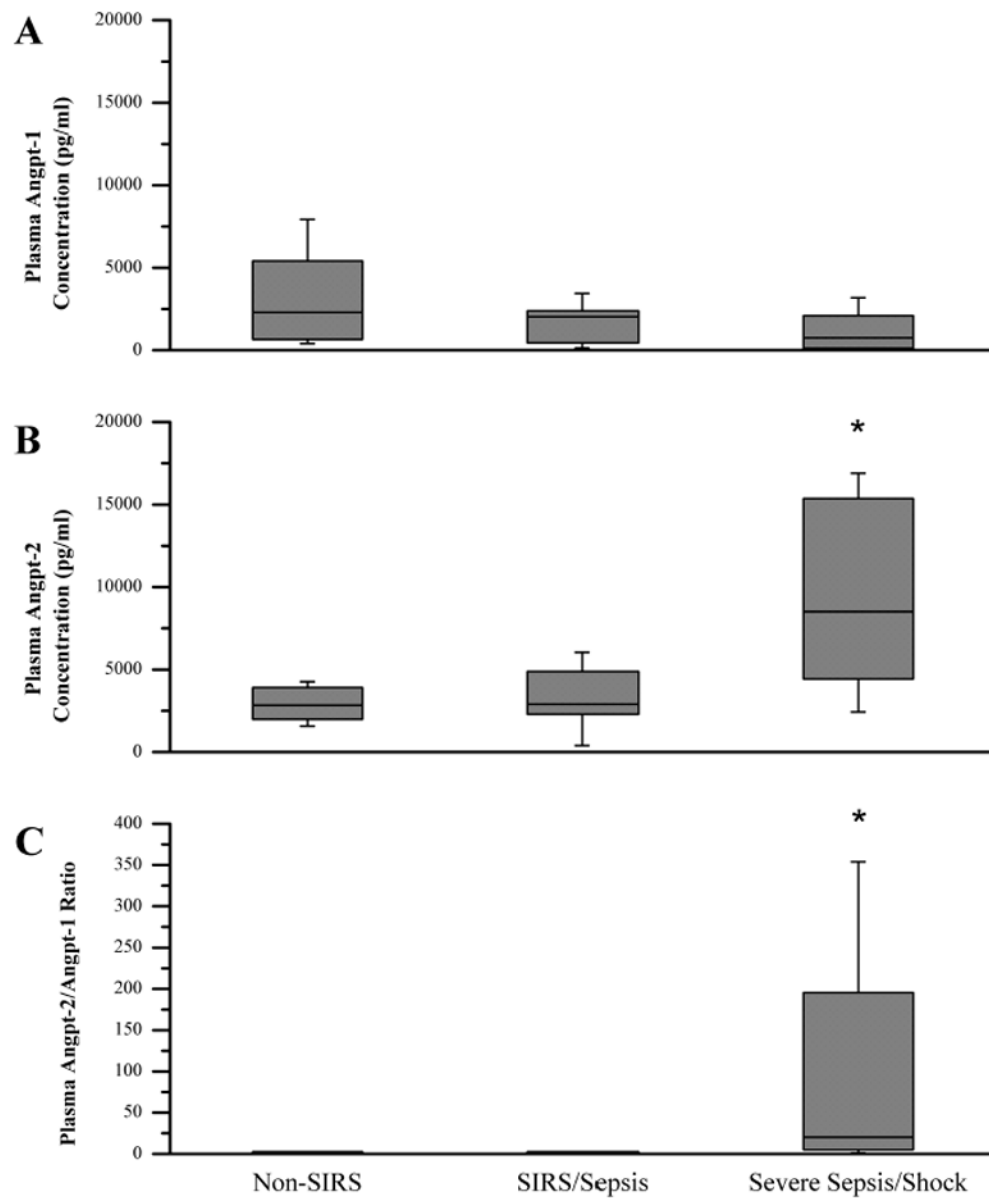 A
Plasma Angpt-1
Concentration (pg/ml)
20000
15000
10000
5000
0
B
Plasma Angpt-2
Concentration (pg/ml)
20000
15000
10000
5000
0
*
C
Plasma Angpt-2/Angpt-1 Ratio
400
350
300
250
200
150
100
50
0
*
Non-SIRS
SIRS/Sepsis
Severe Sepsis/Shock